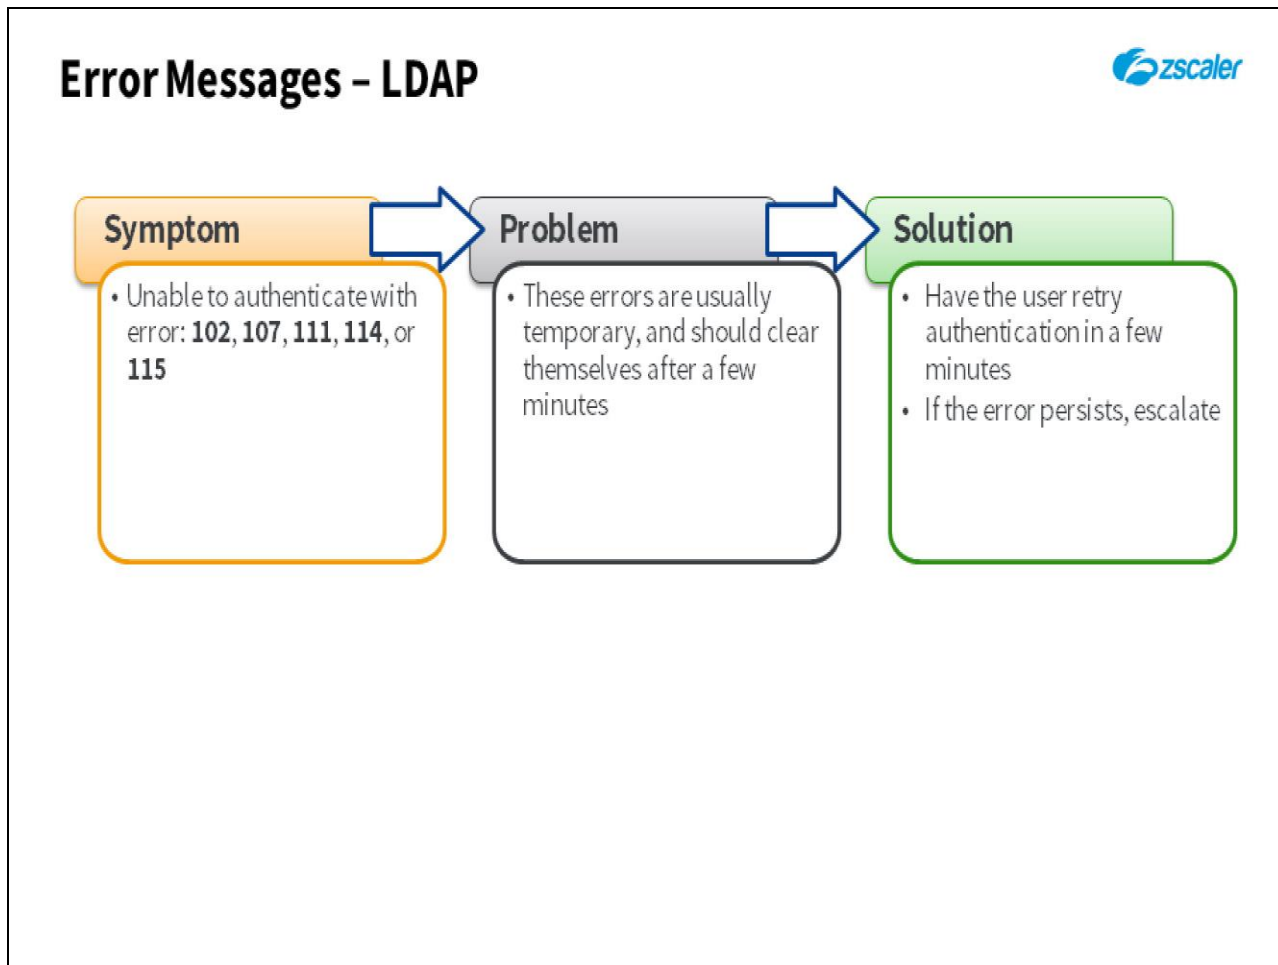 Error Messages – LDAP
zscaler
Symptom
• Unable to authenticate with
error: 102, 107, 111, 114, or
115
Problem
• These errors are usually
temporary, and should clear
themselves after a few
minutes
Solution
• Have the user retry
authentication in a few
minutes
• If the error persists, escalate